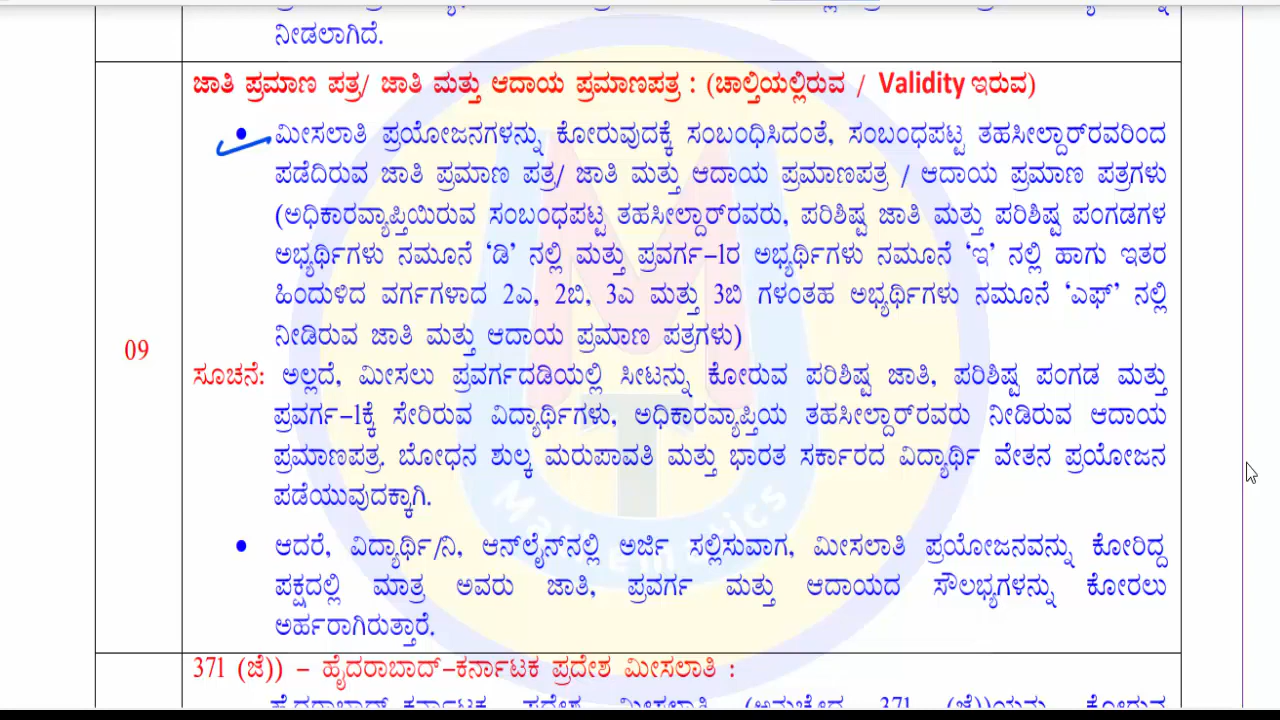 ನೀಡಲಾಗಿದೆ.
ಜಾತಿ ಪ್ರಮಾಣ ಪತ್ರ/ ಜಾತಿ ಮತ್ತು ಆದಾಯ ಪ್ರಮಾಣಪತ್ರ : (ಚಾಲ್ತಿಯಲ್ಲಿರುವ / Validity ಇರುವ)
• ಮೀಸಲಾತಿ ಪ್ರಯೋಜನಗಳನ್ನು ಕೋರುವುದಕ್ಕೆ ಸಂಬಂಧಿಸಿದಂತೆ, ಸಂಬಂಧಪಟ್ಟ ತಹಸೀಲ್ದಾರ್‌ರವರಿಂದ
ಪಡೆದಿರುವ ಜಾತಿ ಪ್ರಮಾಣ ಪತ್ರ/ ಜಾತಿ ಮತ್ತು ಆದಾಯ ಪ್ರಮಾಣಪತ್ರ / ಆದಾಯ ಪ್ರಮಾಣ ಪತ್ರಗಳು
(ಅಧಿಕಾರವ್ಯಾಪ್ತಿಯಿರುವ ಸಂಬಂಧಪಟ್ಟ ತಹಸೀಲ್ದಾರ್‌ರವರು, ಪರಿಶಿಷ್ಟ ಜಾತಿ ಮತ್ತು ಪರಿಶಿಷ್ಟ ಪಂಗಡಗಳ
ಅಭ್ಯರ್ಥಿಗಳು ನಮೂನೆ ‘ಡಿ’ ನಲ್ಲಿ ಮತ್ತು ಪ್ರವರ್ಗ–1ರ ಅಭ್ಯರ್ಥಿಗಳು ನಮೂನೆ ‘ಇ’ ನಲ್ಲಿ ಹಾಗು ಇತರ
ಹಿಂದುಳಿದ ವರ್ಗಗಳಾದ 2ಎ, 2ಬಿ, 3ಎ ಮತ್ತು 3ಬಿ ಗಳಂತಹ ಅಭ್ಯರ್ಥಿಗಳು ನಮೂನೆ ‘ಎಫ್’ ನಲ್ಲಿ
ನೀಡಿರುವ ಜಾತಿ ಮತ್ತು ಆದಾಯ ಪ್ರಮಾಣ ಪತ್ರಗಳು)
09
ಸೂಚನೆ: ಅಲ್ಲದೆ, ಮೀಸಲು ಪ್ರವರ್ಗದಡಿಯಲ್ಲಿ ಸೀಟನ್ನು ಕೋರುವ ಪರಿಶಿಷ್ಟ ಜಾತಿ, ಪರಿಶಿಷ್ಟ ಪಂಗಡ ಮತ್ತು
ಪ್ರವರ್ಗ–1ಕ್ಕೆ ಸೇರಿರುವ ವಿದ್ಯಾರ್ಥಿಗಳು, ಅಧಿಕಾರವ್ಯಾಪ್ತಿಯ ತಹಸೀಲ್ದಾರ್‌ರವರು ನೀಡಿರುವ ಆದಾಯ
ಪ್ರಮಾಣಪತ್ರ. ಬೋಧನ ಶುಲ್ಕ ಮರುಪಾವತಿ ಮತ್ತು ಭಾರತ ಸರ್ಕಾರದ ವಿದ್ಯಾರ್ಥಿ ವೇತನ ಪ್ರಯೋಜನ
ಪಡೆಯುವುದಕ್ಕಾಗಿ.
• ಆದರೆ, ವಿದ್ಯಾರ್ಥಿ/ನಿ, ಆನ್‌ಲೈನ್‌ನಲ್ಲಿ ಅರ್ಜಿ ಸಲ್ಲಿಸುವಾಗ, ಮೀಸಲಾತಿ ಪ್ರಯೋಜನವನ್ನು ಕೋರಿದ್ದ
ಪಕ್ಷದಲ್ಲಿ ಮಾತ್ರ ಅವರು ಜಾತಿ, ಪ್ರವರ್ಗ ಮತ್ತು ಆದಾಯದ ಸೌಲಭ್ಯಗಳನ್ನು ಕೋರಲು
ಅರ್ಹರಾಗಿರುತ್ತಾರೆ.
371 (ಜೆ)) – ಹೈದರಾಬಾದ್–ಕರ್ನಾಟಕ ಪ್ರದೇಶ ಮೀಸಲಾತಿ :
MUT
Mathematics